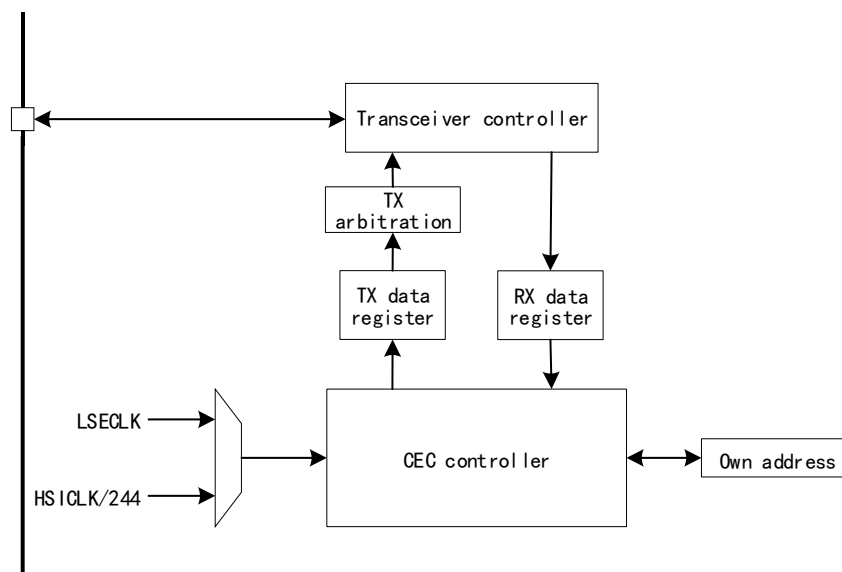 Transceiver controller
TX
arbitration
TX data
register
RX data
register
LSECLK
HSICLK/244
CEC controller
Own address